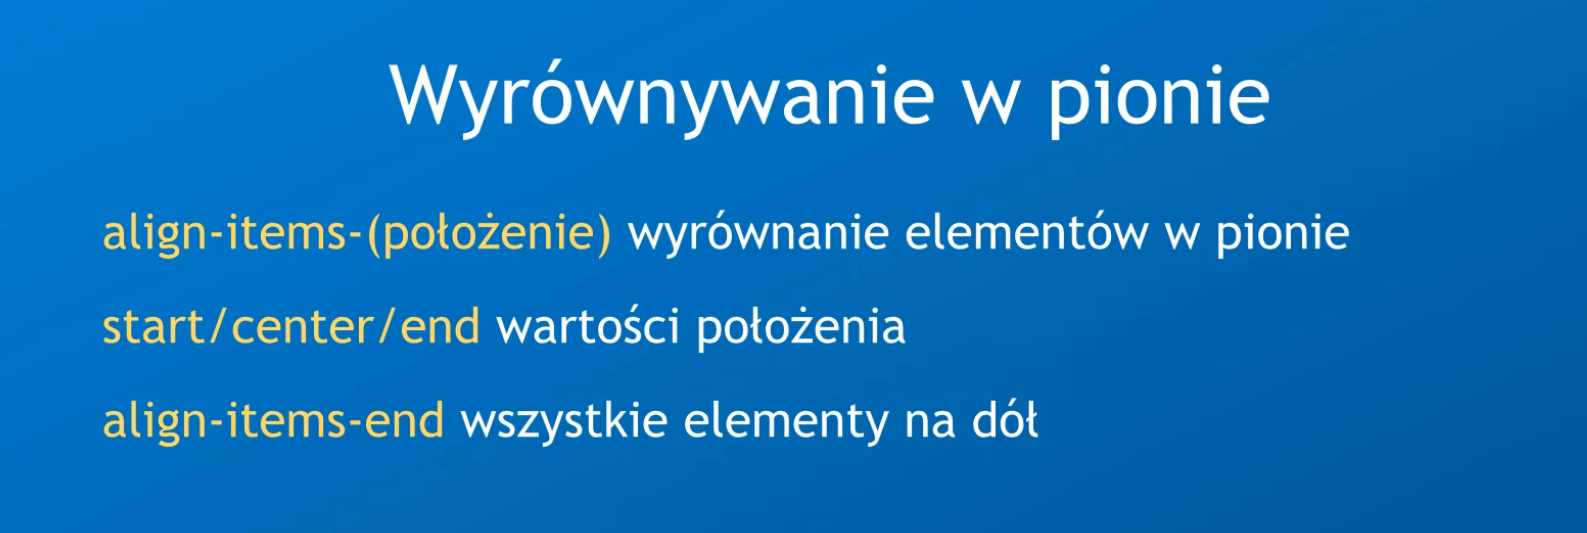 Wyrównywanie w pionie
align-items-(położenie) wyrównanie elementów w pionie
start/center/end wartości położenia
align-items-end wszystkie elementy na dół